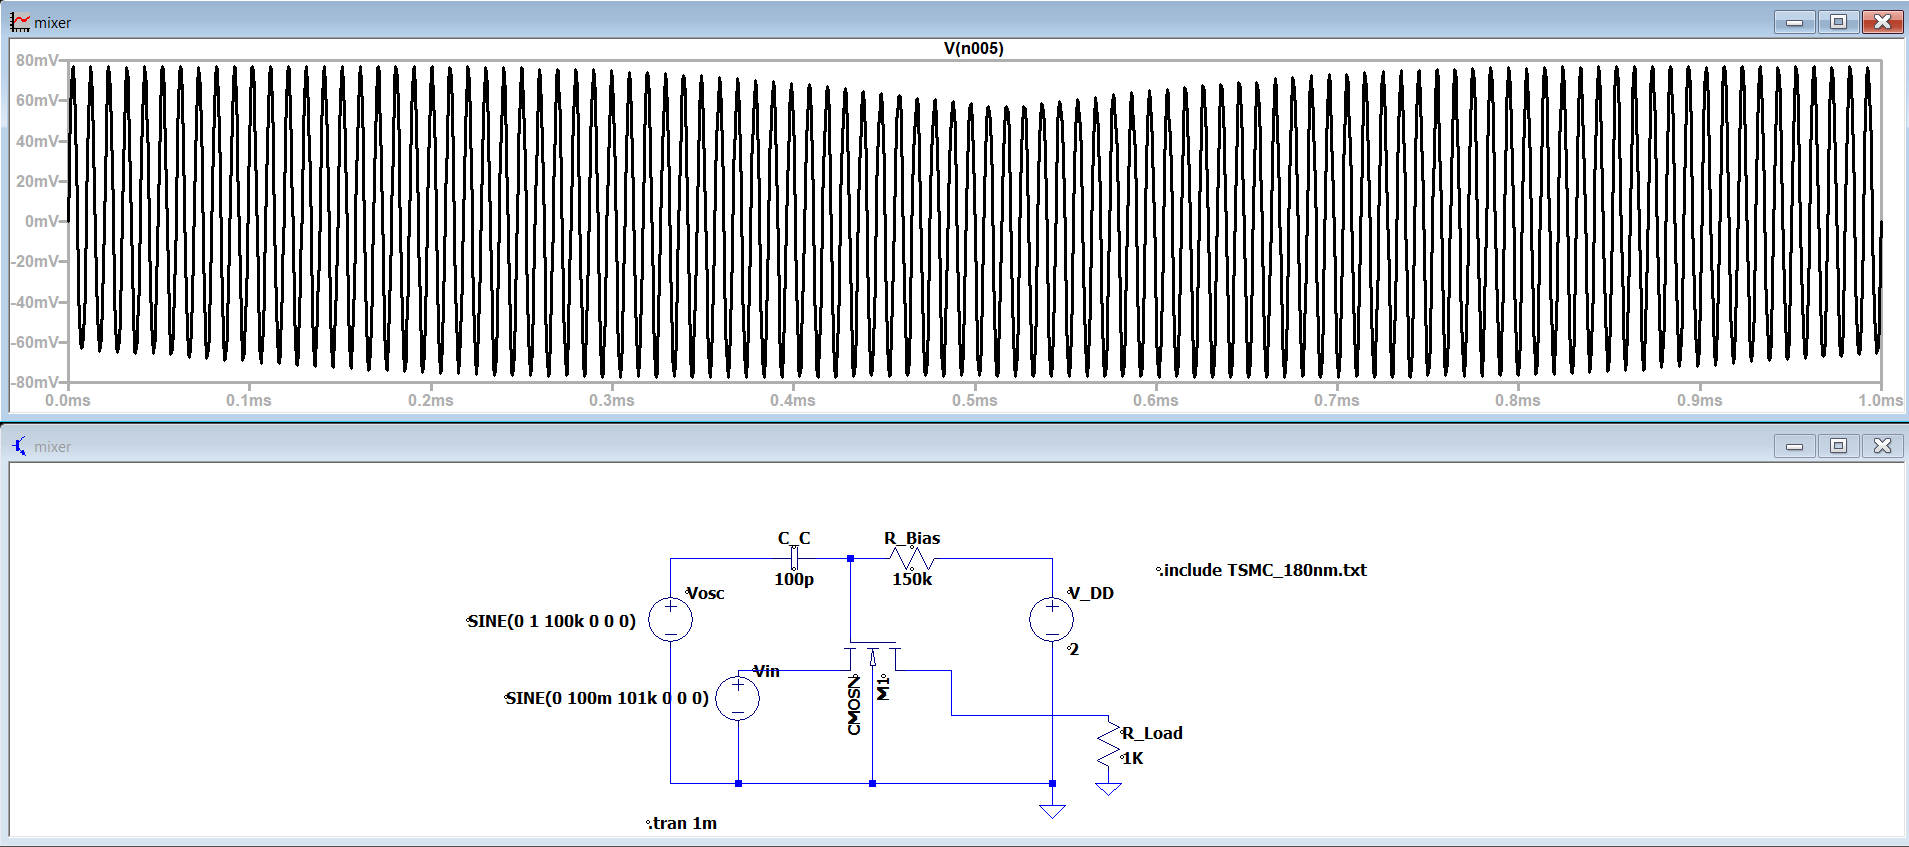 mixer
V(n005)
80mV
60mV
40mV
20mV
0mV
-20mV
-40mV
-60mV
-80mV
0.0ms 0.1ms 0.2ms 0.3ms 0.4ms 0.5ms 0.6ms 0.7ms 0.8ms 0.9ms 1.0ms
mixer
C_C
100p
R_Bias
150k
.include TSMC_180nm.txt
Vosc
SINE(0 1 100k 0 0 0)
V_DD
2
Vin
SINE(0 100m 101k 0 0 0)
CMOSN
M1
R_Load
1K
.tran 1m